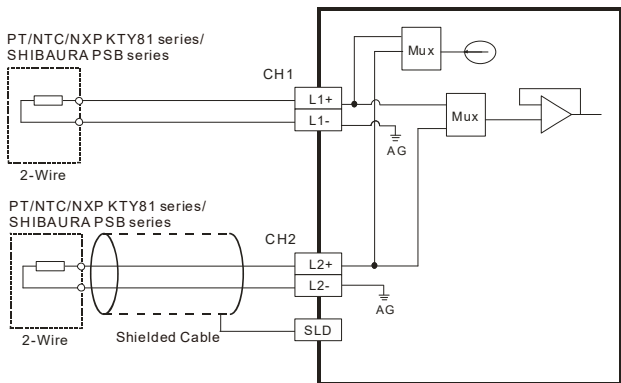 PT/NTC/NXP KTY81 series/
SHIBAURA PSB series
CH1
Mux
L1+
L1-
Mux
AG
2-Wire
PT/NTC/NXP KTY81 series/
SHIBAURA PSB series
CH2
L2+
L2-
AG
SLD
Shielded Cable
2-Wire